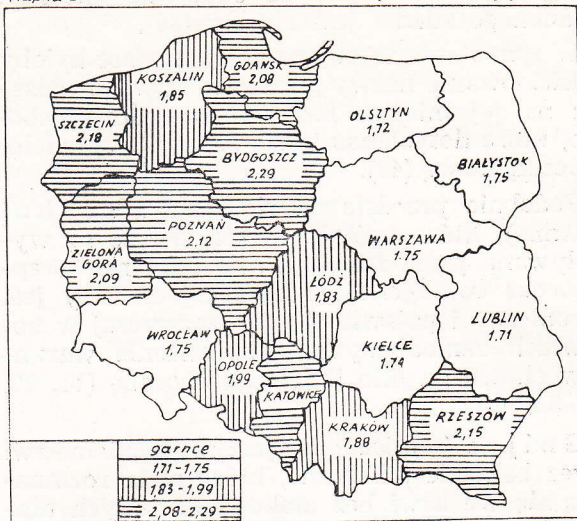 KOSZALIN
1,85
GDAŃSK
2,08
OLSZTYN
1,72
SZCZECIN
2,18
BYDGOSZCZ
2,29
BIAŁYSTOK
1,75
POZNAŃ
2,12
ZIELONA
GÓRA
2,09
WARSZAWA
1.75
ŁÓDŹ
1,83
WROCŁAW
1,75
LUBLIN
1,71
KIELCE
1.74
OPOLE
1,99
KATOWICE
KRAKÓW
1,88
RZESZÓW
2,15
garnce
1,71-1,75
1,83-1,99
2,08-2,29